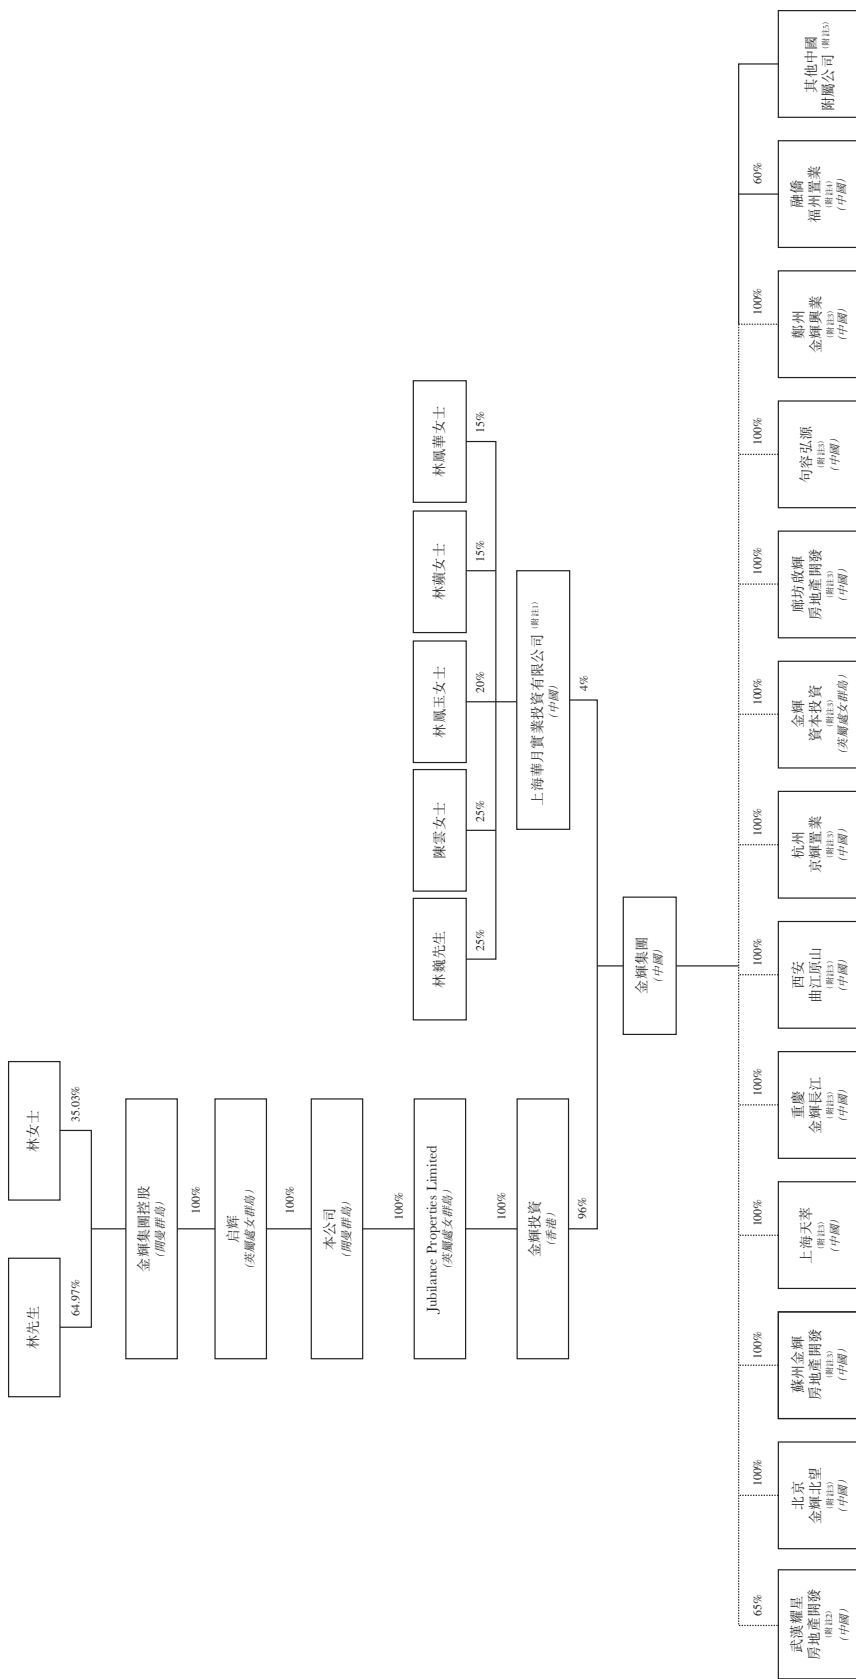 林先生
林女士
64.97%
35.03%
金輝集團控股
(開曼群島)
100%
启辉
(英屬處女群島)
100%
本公司
(開曼群島)
100%
Jubilance Properties Limited
(英屬處女群島)
100%
金輝投資
(香港)
96%
林巍先生
陳雲女士
林鳳玉女士
林蘋女士
林鳳華女士
25%
25%
20%
15%
15%
上海華月實業投資有限公司(附註1)
(中國)
4%
金輝集團
(中國)
65%
100%
100%
100%
100%
100%
100%
100%
100%
100%
100%
60%
武漢耀星
房地產開發
(附註2)
(中國)
北京
金輝北望
(附註3)
(中國)
蘇州金輝
房地產開發
(附註3)
(中國)
上海天萃
(附註3)
(中國)
重慶
金輝長江
(附註3)
(中國)
西安
曲江原山
(附註3)
(中國)
杭州
京輝置業
(附註3)
(中國)
金輝
資本投資
(附註3)
(英屬處女群島)
廊坊啟輝
房地產開發
(附註3)
(中國)
句容弘源
(附註3)
(中國)
鄭州
金輝興業
(附註3)
(中國)
融僑
福州置業
(附註4)
(中國)
其他中國
附屬公司(附註5)